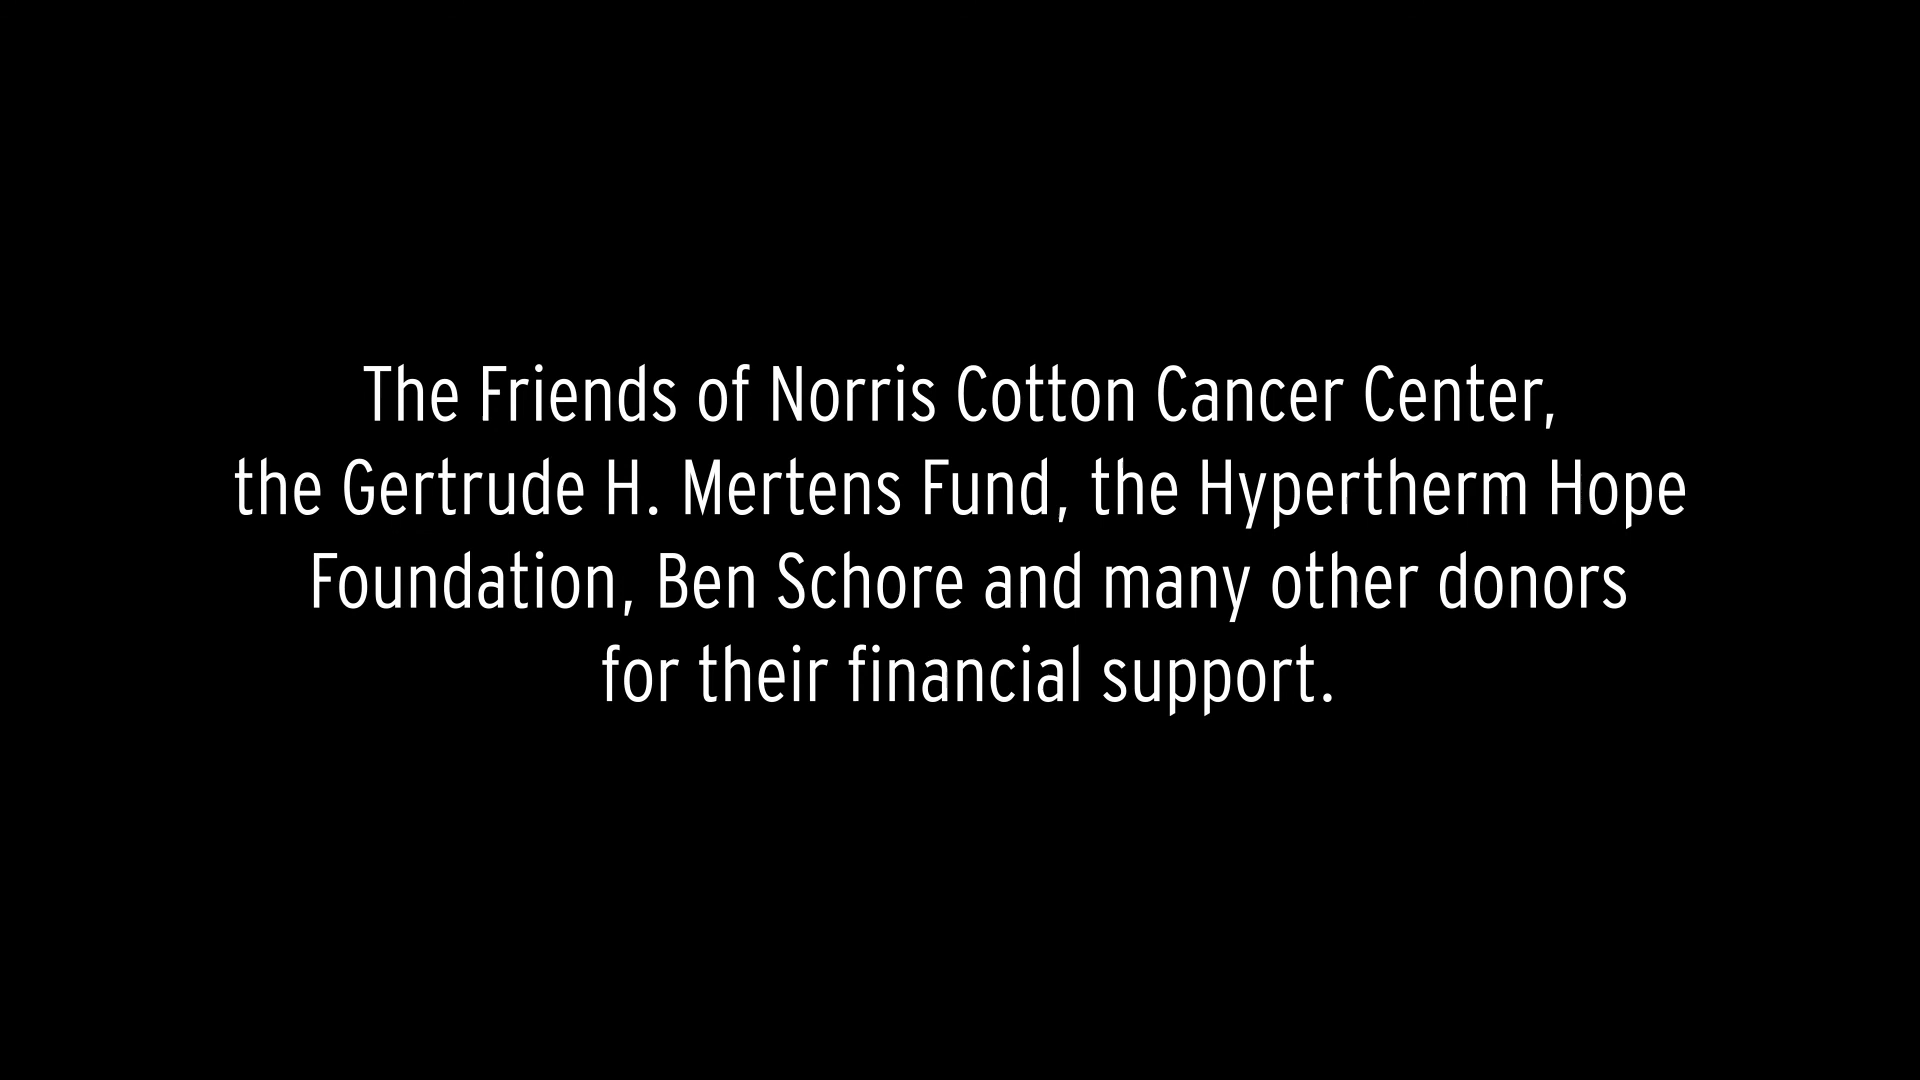 The Friends of Norris Cotton Cancer Center,
the Gertrude H. Mertens Fund, the Hypertherm Hope
Foundation, Ben Schore and many other donors
for their financial support.